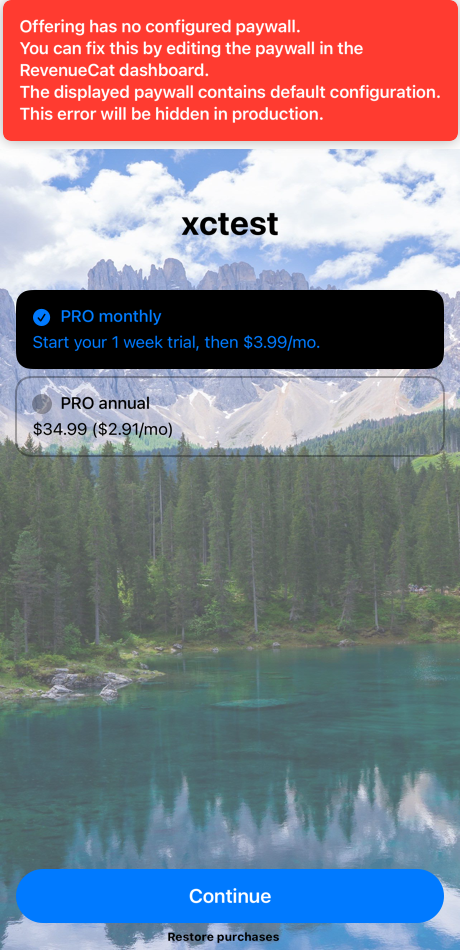 Offering has no configured paywall.
You can fix this by editing the paywall in the
RevenueCat dashboard.
The displayed paywall contains default configuration.
This error will be hidden in production.
xctest
PRO monthly
Start your 1 week trial, then $3.99/mo.
PRO annual
$34.99 ($2.91/mo)
Continue
Restore purchases